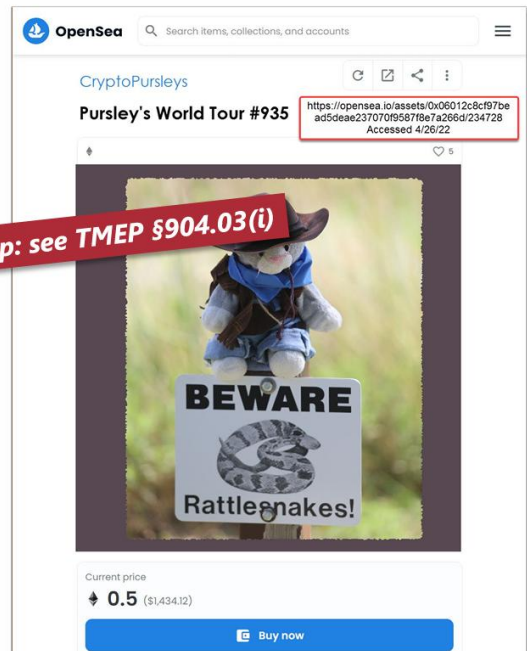 OpenSea
Search items, collections, and accounts
CryptoPursleys
Pursley's World Tour #935
https://opensea.io/assets/0x06012c8cf97be
ad5deae237070f9587f8e7a266d/234728
Accessed 4/26/22
5
see TMEP §904.03(i)
BEWARE
Rattlesnakes!
Current price
0.5 ($1,434.12)
Buy now